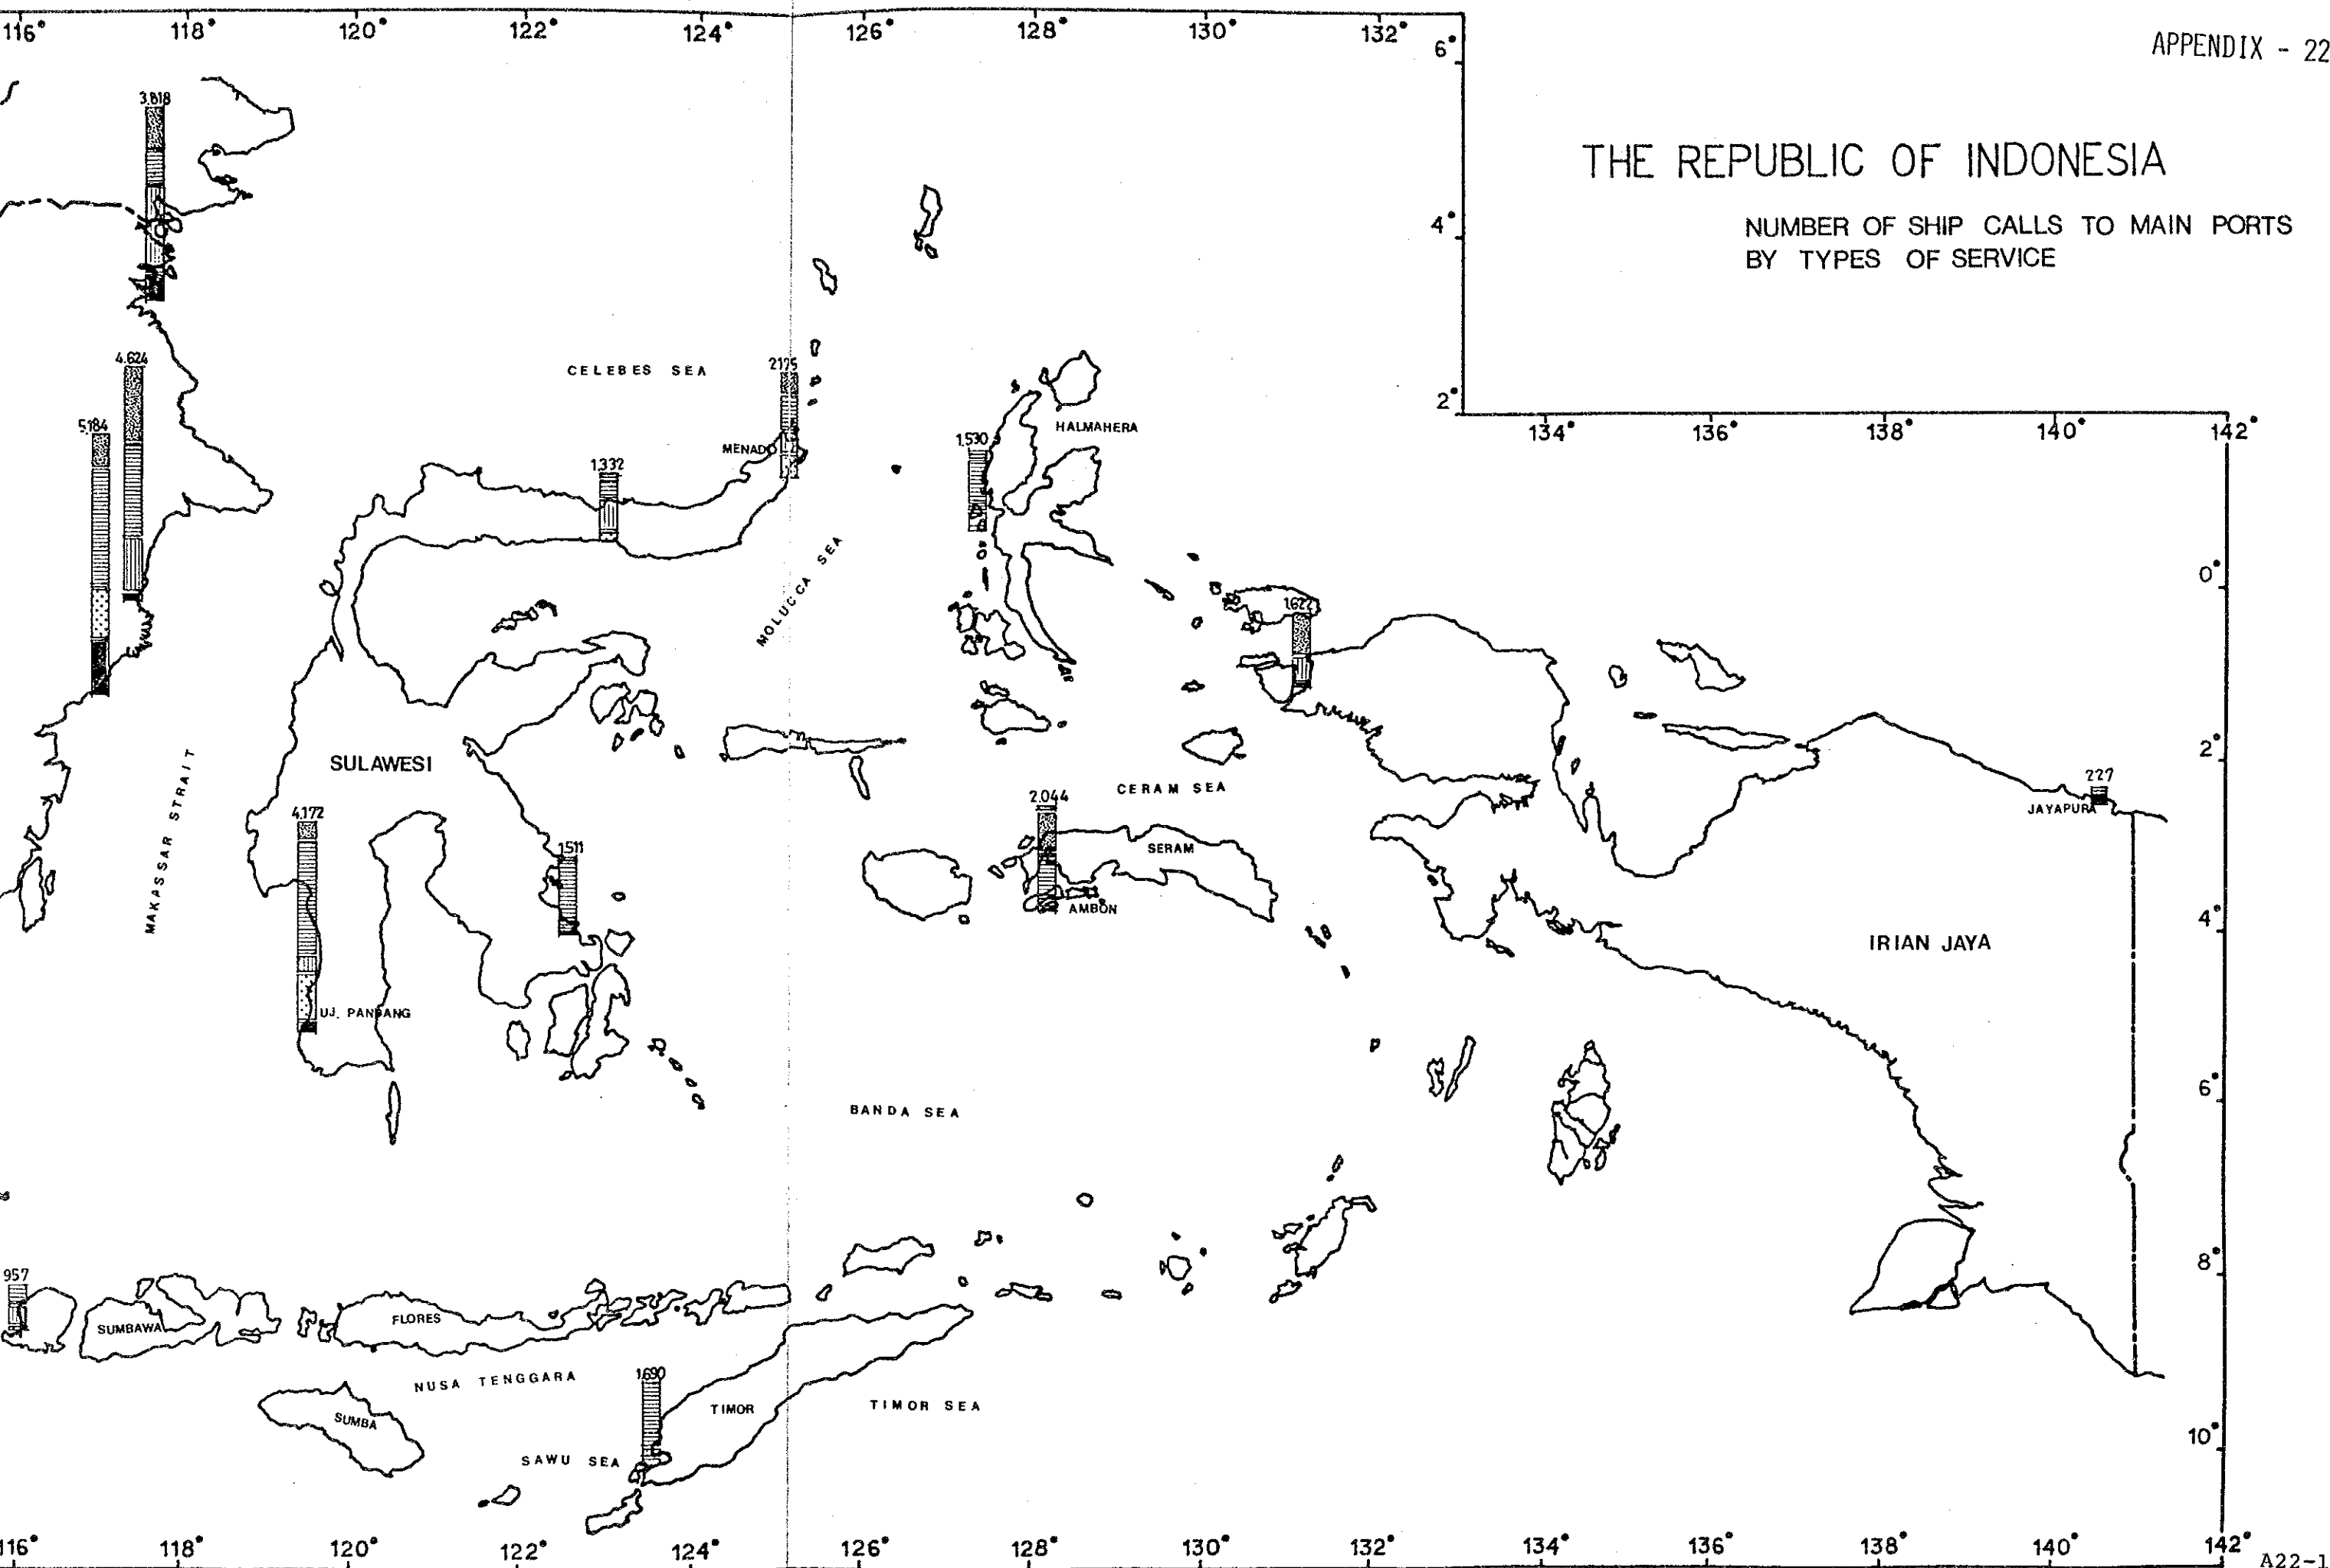 116° 118° 120° 122° 124° 126° 128° 130° 132°
6°
APPENDIX - 22
3.818
THE REPUBLIC OF INDONESIA
4°
NUMBER OF SHIP CALLS TO MAIN PORTS
BY TYPES OF SERVICE
4.624
CELEBES SEA
2175
2°
5.184
HALMAHERA
134° 136° 138° 140° 142°
MENADO
1.530
1.332
0°
MOLUCCA SEA
1.622
2°
SULAWESI
MAKASSAR STRAIT
CERAM SEA
227
JAYAPURA
2.044
4.172
1.511
SERAM
AMBON
4°
IRIAN JAYA
UJ. PANDANG
6°
BANDA SEA
8°
957
SUMBAWA
FLORES
NUSA TENGGARA
1.690
TIMOR
TIMOR SEA
SUMBA
10°
SAWU SEA
116° 118° 120° 122° 124° 126° 128° 130° 132° 134° 136° 138° 140° 142°
A22-1